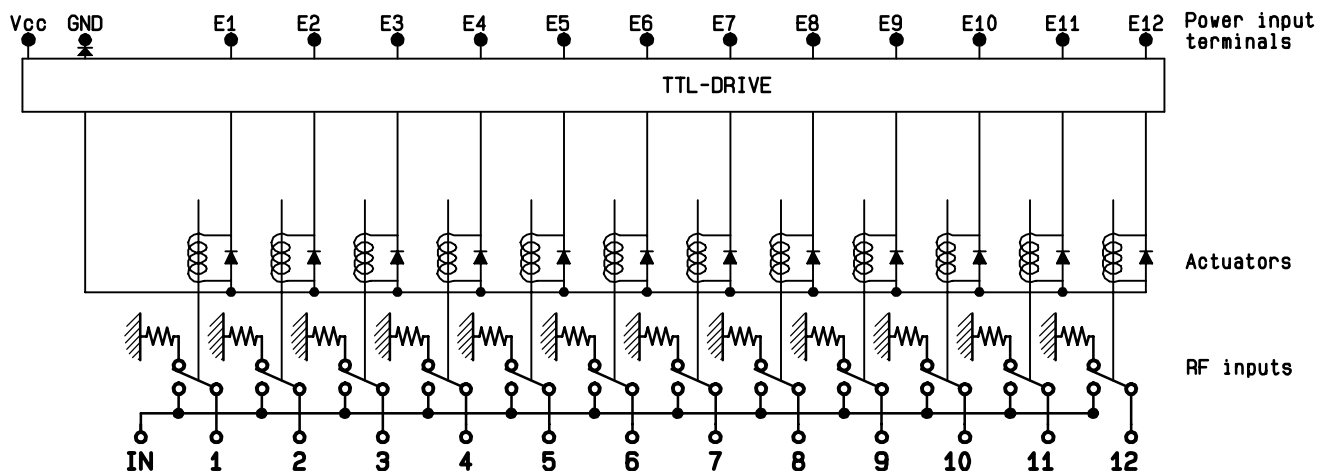 Vcc GND E1 E2 E3 E4 E5 E6 E7 E8 E9 E10 E11 E12 Power input
terminals
TTL-DRIVE
Actuators
RF inputs
IN 1 2 3 4 5 6 7 8 9 10 11 12